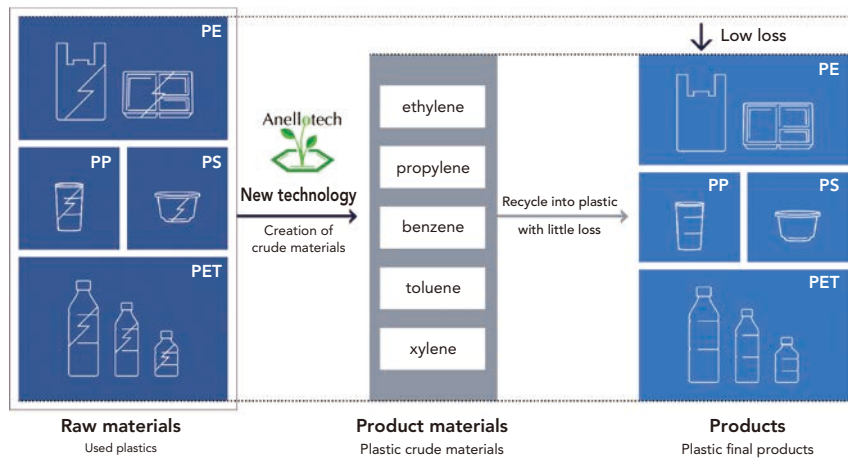 PE
PP
PS
PET
Raw materials
Used plastics
Anellotech
New technology
Creation of
crude materials
ethylene
propylene
benzene
toluene
xylene
Product materials
Plastic crude materials
Recycle into plastic
with little loss
Low loss
PE
PP
PS
PET
Products
Plastic final products